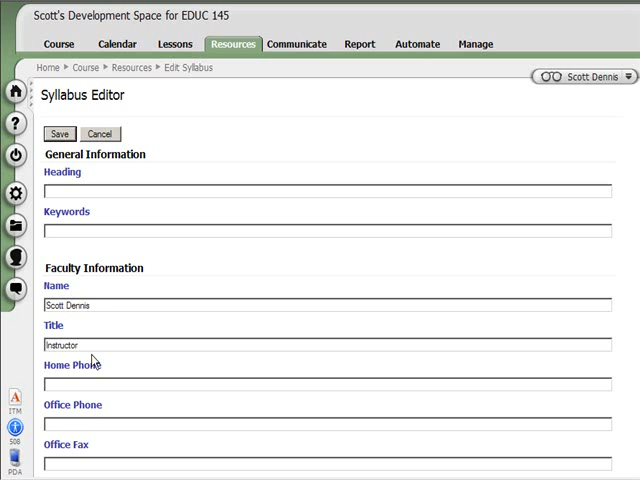 Scott's Development Space for EDUC 145
Course Calendar Lessons Resources Communicate Report Automate Manage
Home Course Resources Edit Syllabus
Scott Dennis
Syllabus Editor
Save Cancel
General Information
Heading
Keywords
Faculty Information
Name
Scott Dennis
Title
Instructor
Home Phone
Office Phone
Office Fax
?
A
ITM
508
PDA